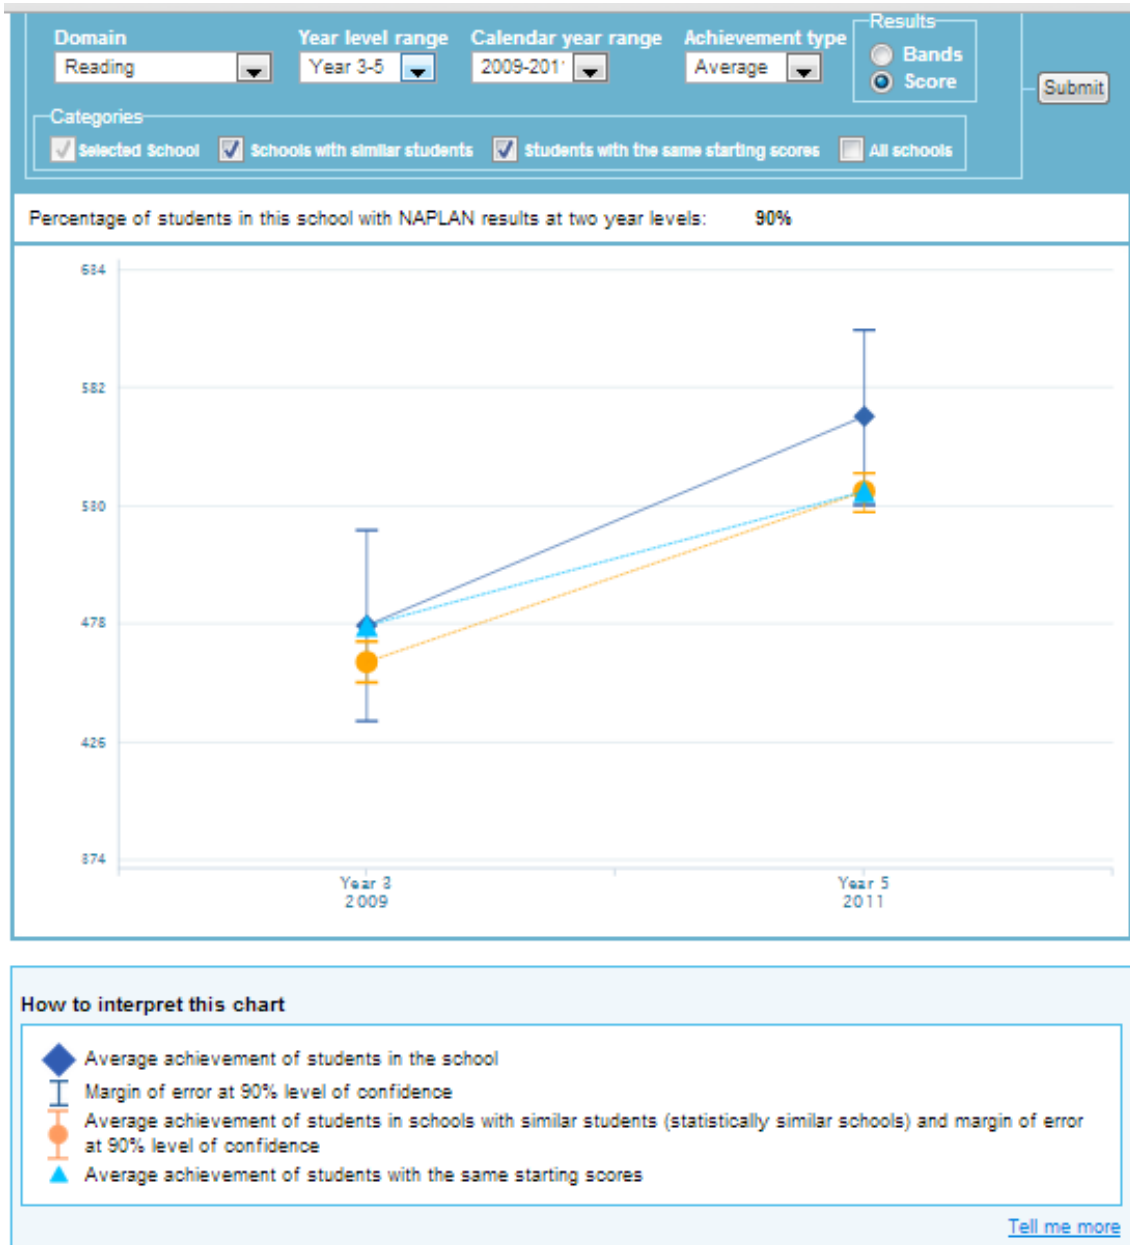 Results
Domain Year level range Calendar year range Achievement type
Bands
Reading Year 3-5 2009-201' Average
Score
Submit
Categories
Selected School Schools with similar students Students with the same starting scores All schools
Percentage of students in this school with NAPLAN results at two year levels: 90%
634
582
530
478
426
374
Year 3 Year 5
2009 2011
How to interpret this chart
Average achievement of students in the school
Margin of error at 90% level of confidence
Average achievement of students in schools with similar students (statistically similar schools) and margin of error
at 90% level of confidence
Average achievement of students with the same starting scores
Tell me more